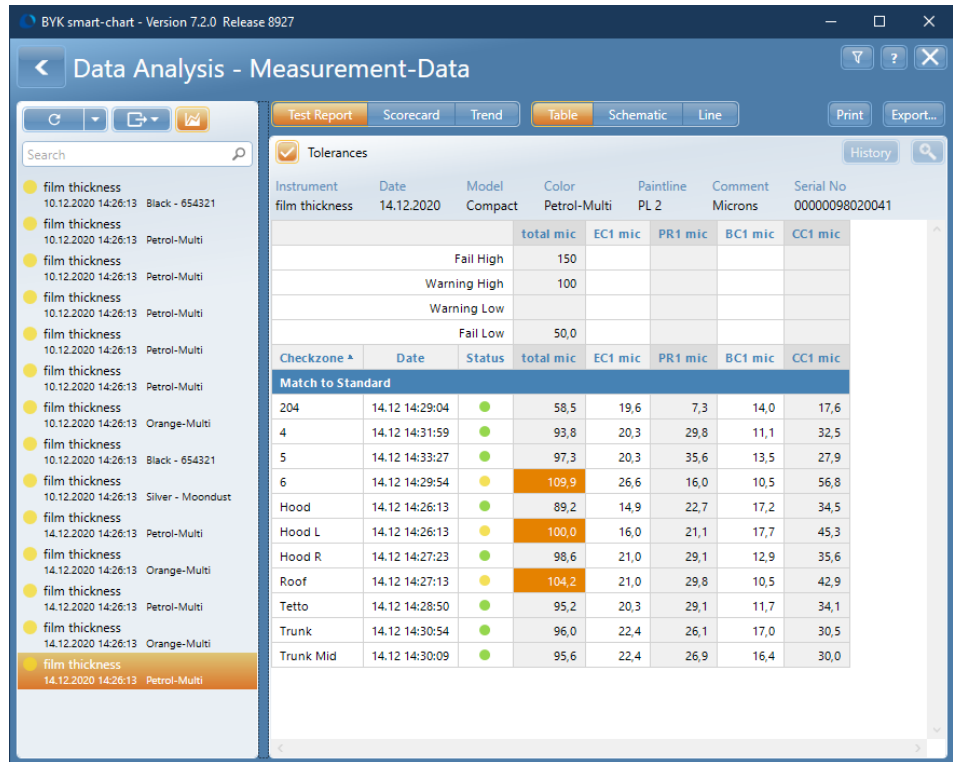 BYK smart-chart - Version 7.2.0 Release 8927
Data Analysis - Measurement-Data
?
Test Report Scorecard Trend Table Schematic Line Print Export...
Search
Tolerances History
film thickness
10.12.2020 14:26:13 Black - 654321
film thickness
10.12.2020 14:26:13 Petrol-Multi
film thickness
10.12.2020 14:26:13 Petrol-Multi
film thickness
10.12.2020 14:26:13 Petrol-Multi
film thickness
10.12.2020 14:26:13 Petrol-Multi
film thickness
10.12.2020 14:26:13 Petrol-Multi
film thickness
10.12.2020 14:26:13 Orange-Multi
film thickness
10.12.2020 14:26:13 Black - 654321
film thickness
10.12.2020 14:26:13 Silver - Moondust
film thickness
14.12.2020 14:26:13 Petrol-Multi
film thickness
14.12.2020 14:26:13 Orange-Multi
film thickness
14.12.2020 14:26:13 Petrol-Multi
film thickness
14.12.2020 14:26:13 Orange-Multi
film thickness
14.12.2020 14:26:13 Petrol-Multi
Instrument Date Model Color Paintline Comment Serial No
film thickness 14.12.2020 Compact Petrol-Multi PL 2 Microns 00000098020041
total mic EC1 mic PR1 mic BC1 mic CC1 mic
Fail High 150
Warning High 100
Warning Low
Fail Low 50,0
Checkzone Date Status total mic EC1 mic PR1 mic BC1 mic CC1 mic
Match to Standard
204 14.12 14:29:04 58,5 19,6 7,3 14,0 17,6
4 14.12 14:31:59 93,8 20,3 29,8 11,1 32,5
5 14.12 14:33:27 97,3 20,3 35,6 13,5 27,9
6 14.12 14:29:54 109,9 26,6 16,0 10,5 56,8
Hood 14.12 14:26:13 89,2 14,9 22,7 17,2 34,5
Hood L 14.12 14:26:13 100,0 16,0 21,1 17,7 45,3
Hood R 14.12 14:27:23 98,6 21,0 29,1 12,9 35,6
Roof 14.12 14:27:13 104,2 21,0 29,8 10,5 42,9
Tetto 14.12 14:28:50 95,2 20,3 29,1 11,7 34,1
Trunk 14.12 14:30:54 96,0 22,4 26,1 17,0 30,5
Trunk Mid 14.12 14:30:09 95,6 22,4 26,9 16,4 30,0